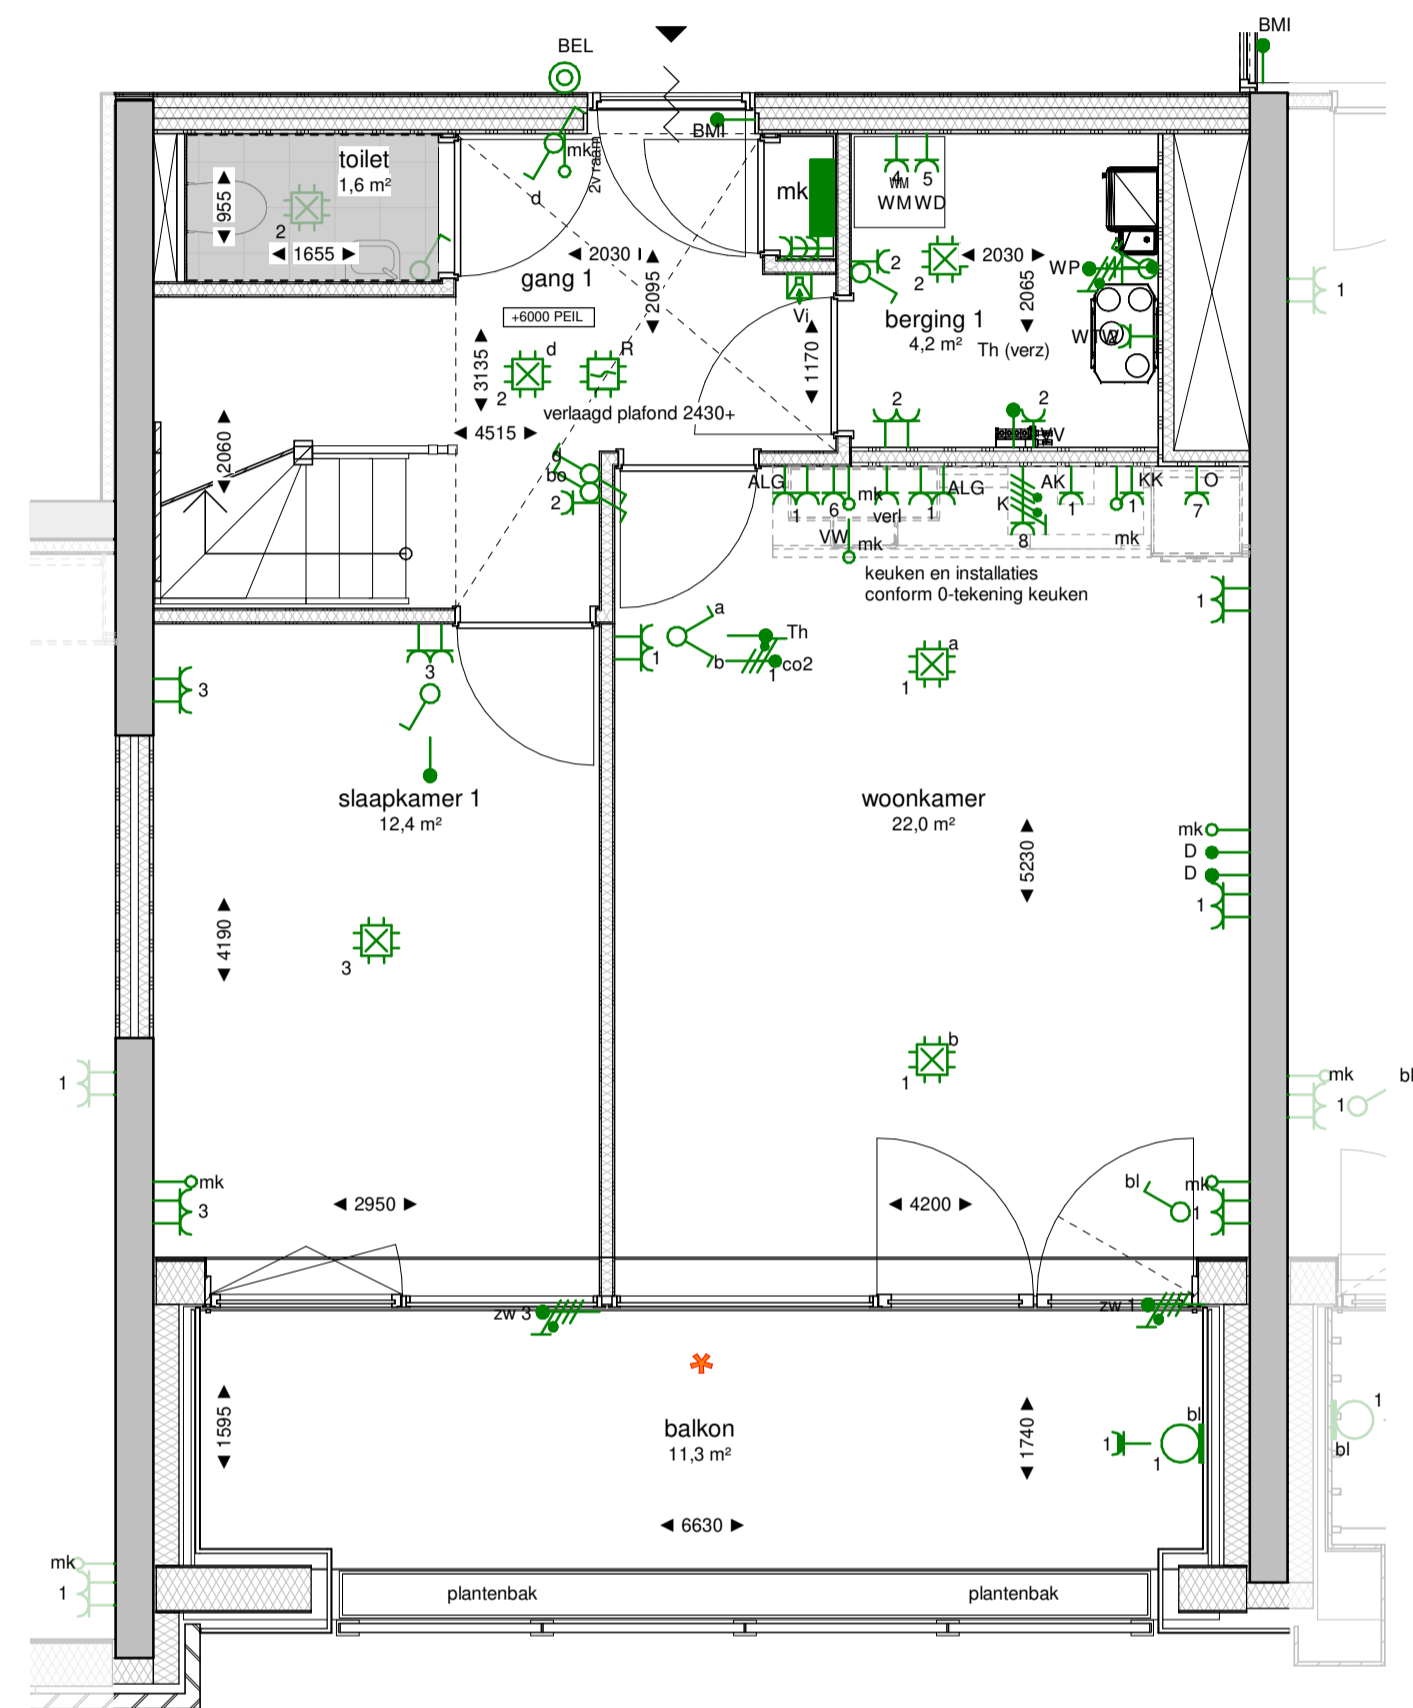 BMI
BEL
BMI
mk
2v raam
d
toilet
1,6 m²
955
2
1655
mk
4
5
WM
WM
WD
2030
gang 1
2095
2
2
2030
2065
WP
1
+6000 PEIL
Vi
berging 1
4,2 m²
Th (verz)
3135
d
R
1170
2
verlaagd plafond 2430+
2
2
4515
2060
bo
2
ALG
1
6
mk
verl
1
ALG
K
AK
1
KK
1
O
7
VW
mk
8
mk
keuken en installaties
conform 0-tekening keuken
1
a
Th
b
co2
1
1
a
1
3
3
slaapkamer 1
12,4 m²
woonkamer
22,0 m²
5230
mk
D
D
1
4190
3
b
1
1
mk
1
bl
mk
3
2950
4200
bl
mk
1
zw 3
zw 1
1595
balkon
11,3 m²
1740
bl
1
1
1
bl
6630
mk
1
plantenbak
plantenbak